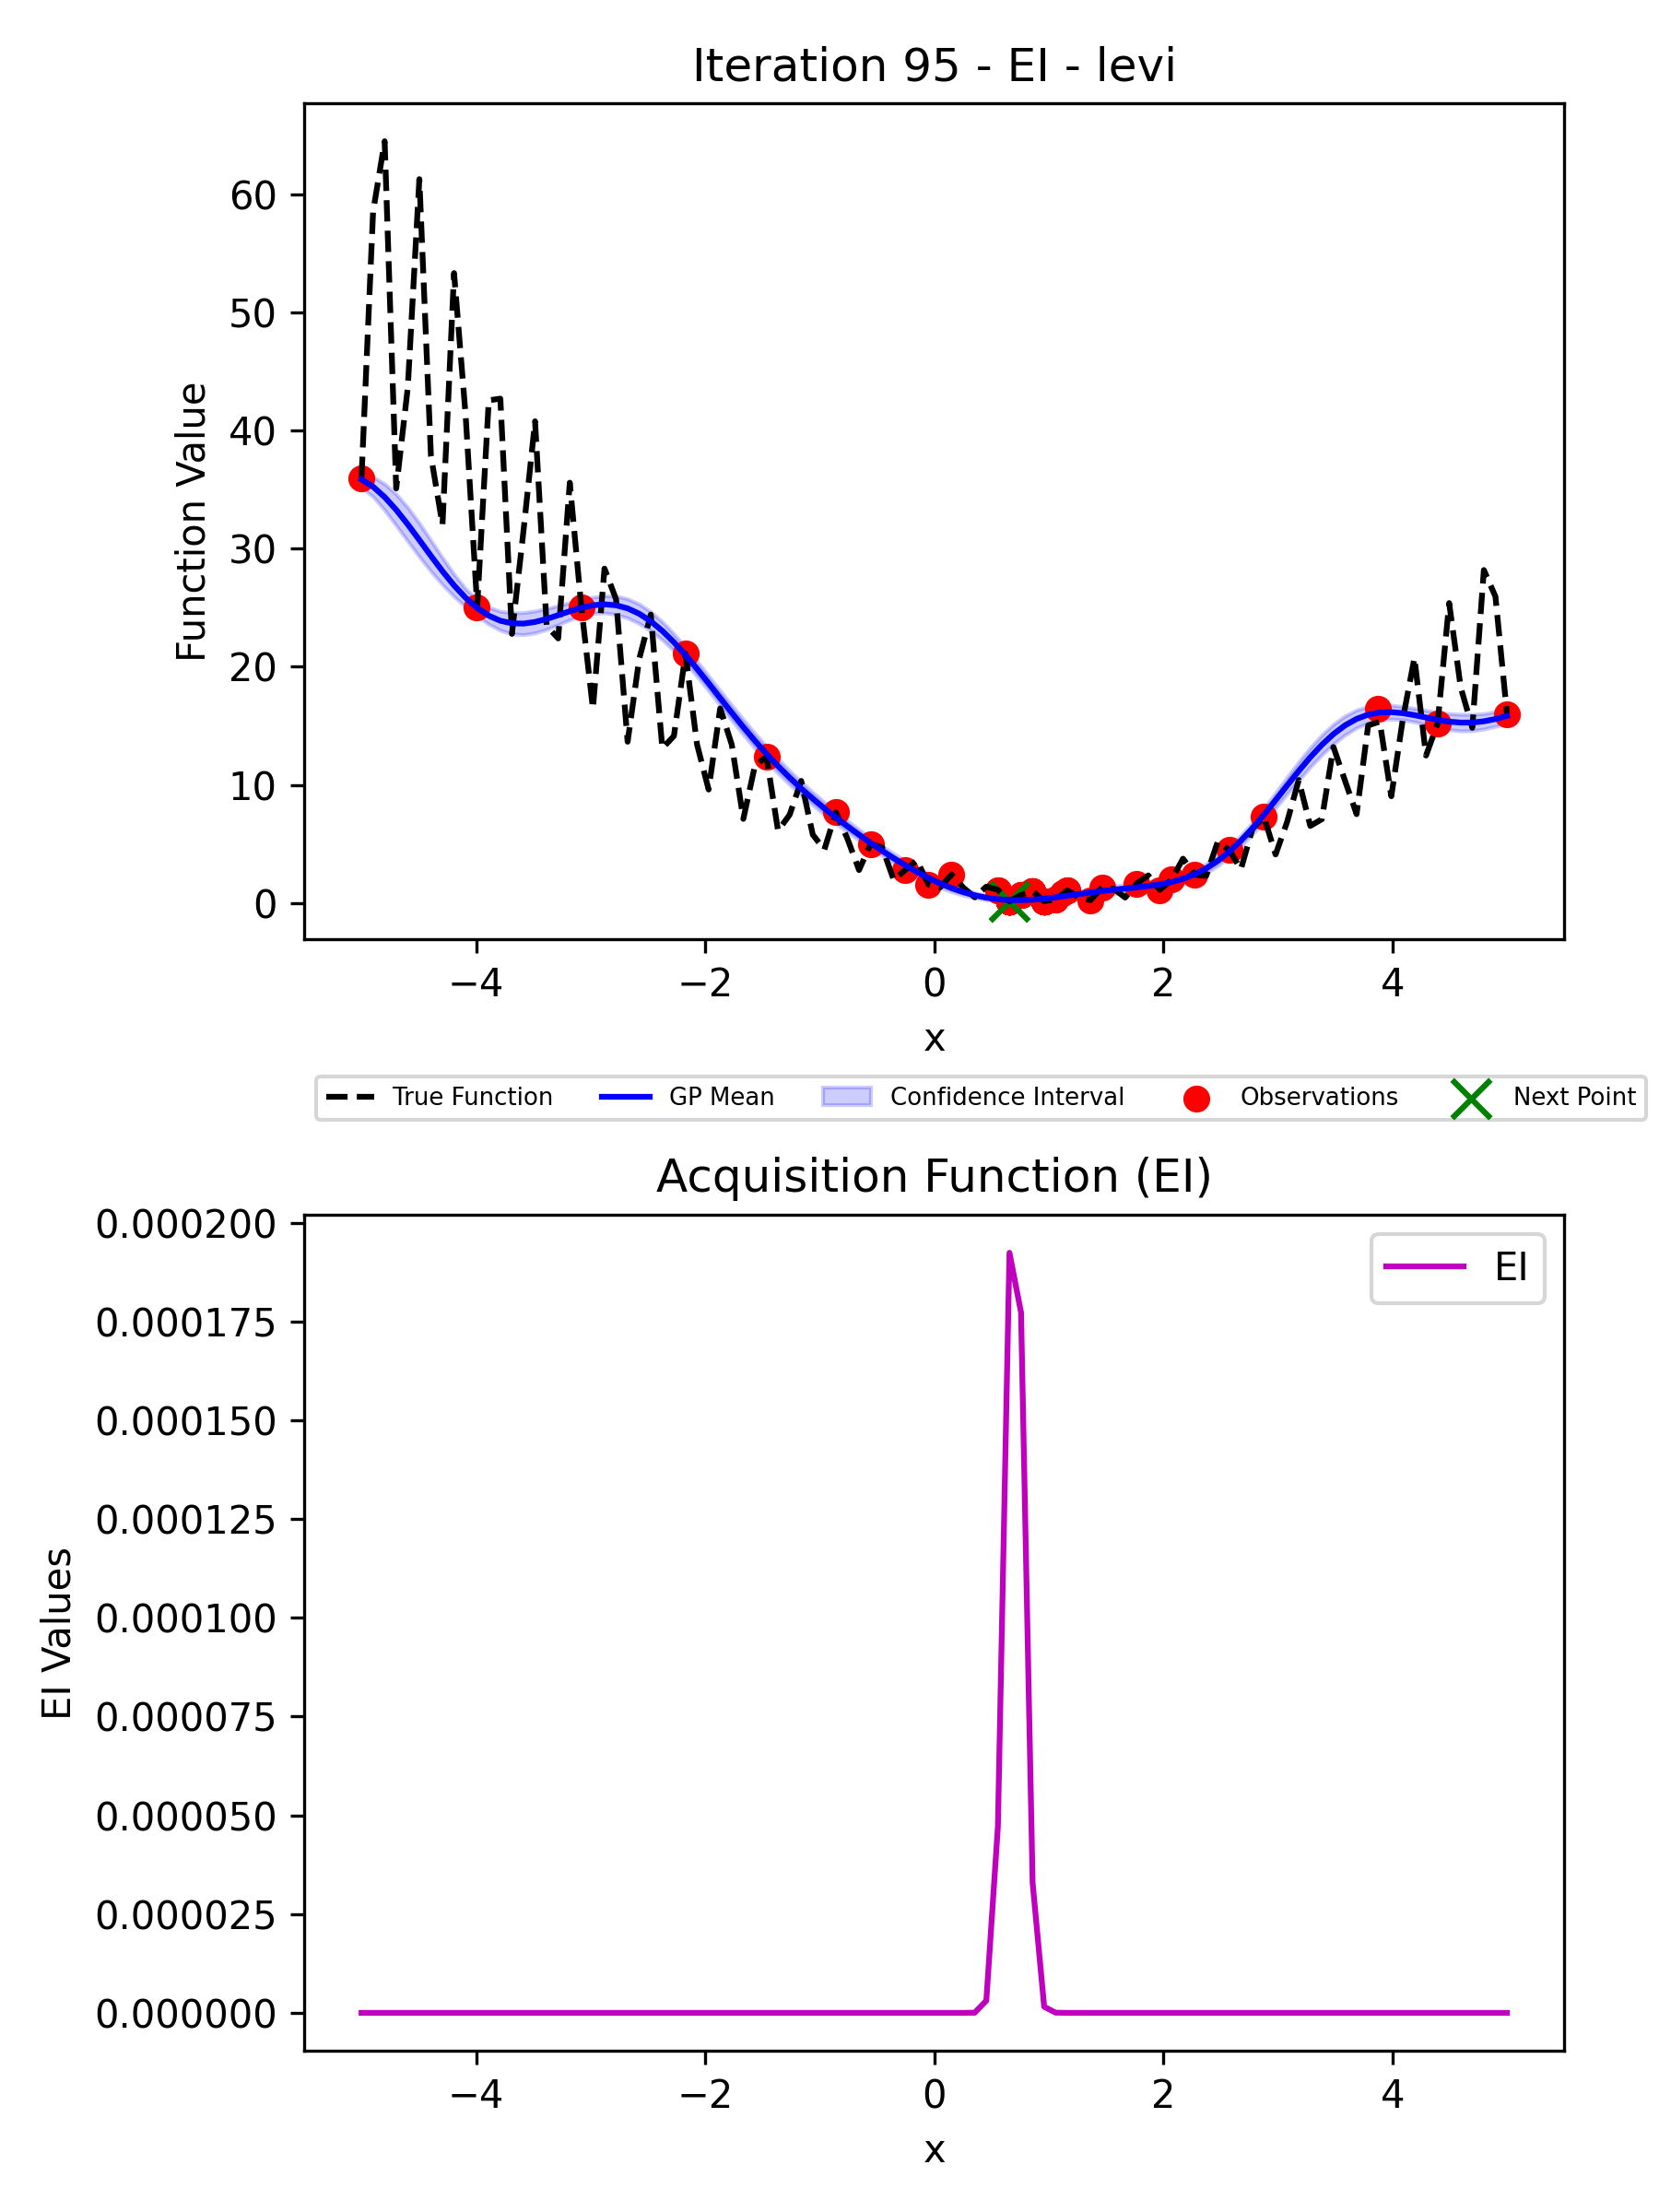 Iteration 95 - EI - levi
60
50
40
30
20
10
0
Function Value
−4 −2 0 2 4
x
True Function GP Mean Confidence Interval Observations Next Point
Acquisition Function (EI)
0.000200
0.000175
0.000150
0.000125
0.000100
0.000075
0.000050
0.000025
0.000000
EI Values
EI
−4 −2 0 2 4
x